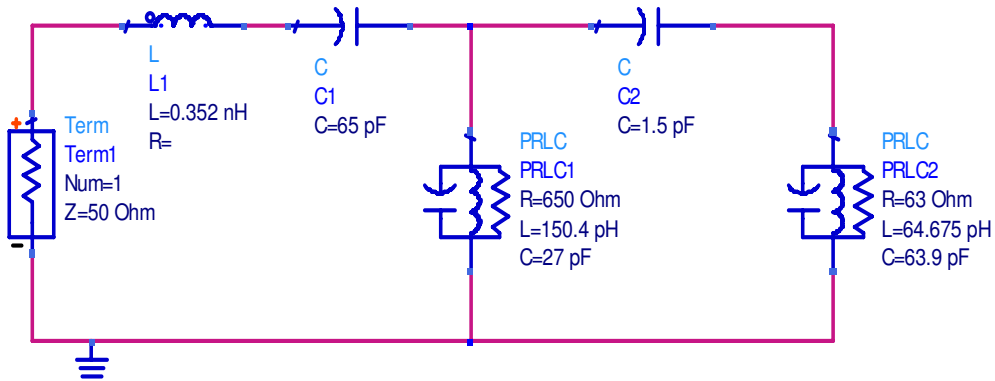 Term
Term1
Num=1
Z=50 Ohm
L
L1
L=0.352 nH
R=
C
C1
C=65 pF
PRLC
PRLC1
R=650 Ohm
L=150.4 pH
C=27 pF
C
C2
C=1.5 pF
PRLC
PRLC2
R=63 Ohm
L=64.675 pH
C=63.9 pF